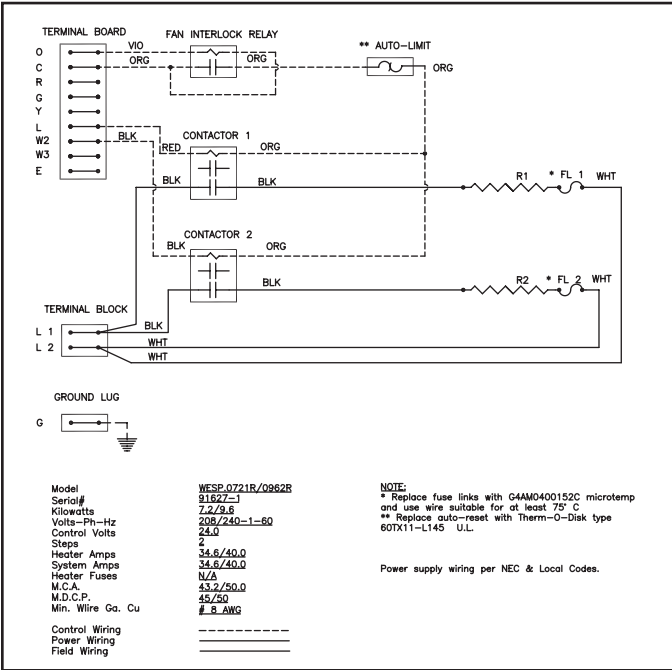 TERMINAL BOARD
FAN INTERLOCK RELAY
** AUTO-LIMIT
O
VIO
C
ORG
ORG
ORG
R
G
Y
L
W2
BLK
CONTACTOR 1
W3
RED
ORG
E
BLK
BLK
R1
* FL 1
WHT
CONTACTOR 2
BLK
ORG
BLK
R2
* FL 2
WHT
TERMINAL BLOCK
L 1
BLK
L 2
WHT
WHT
GROUND LUG
G
Model WESP.0721R/0962R
Serial# 91627-1
Kilowatts 7.2/9.6
Volts-Ph-Hz 208/240-1-60
Control Volts 24.0
Steps 2
Heater Amps 34.6/40.0
System Amps 34.6/40.0
Heater Fuses N/A
M.C.A. 43.2/50.0
M.D.C.P. 45/50
Min. Wlire Ga. Cu # 8 AWG
Control Wiring
Power Wiring
Field Wiring
NOTE:
* Replace fuse links with G4AM0400152C microtemp
and use wire suitable for at least 75° C
** Replace auto-reset with Therm-O-Disk type
60TX11-L145 U.L.
Power supply wiring per NEC & Local Codes.